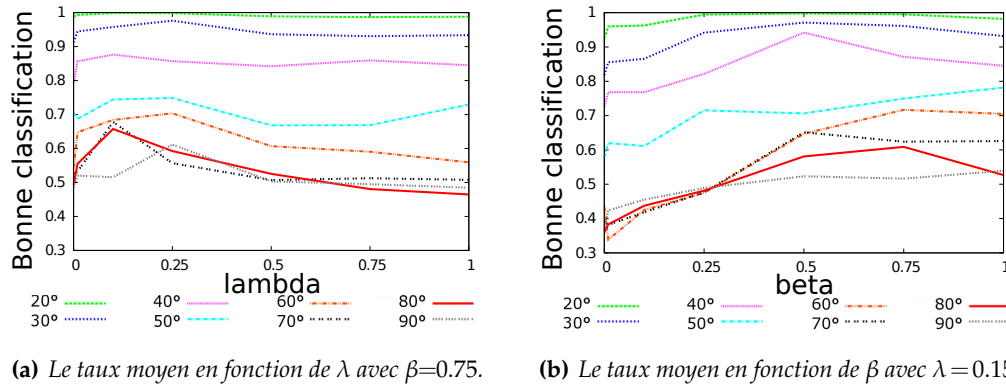 1
0.9
0.8
0.7
0.6
0.5
0.4
0.3
Bonne classification
0 0.25 0.5 0.75 1
lambda
20º 40º 60º 80º
30º 50º 70º 90º
(a) Le taux moyen en fonction de λ avec β=0.75.
1
0.9
0.8
0.7
0.6
0.5
0.4
0.3
Bonne classification
0 0.25 0.5 0.75 1
beta
20º 40º 60º 80º
30º 50º 70º 90º
(b) Le taux moyen en fonction de β avec λ=0.15